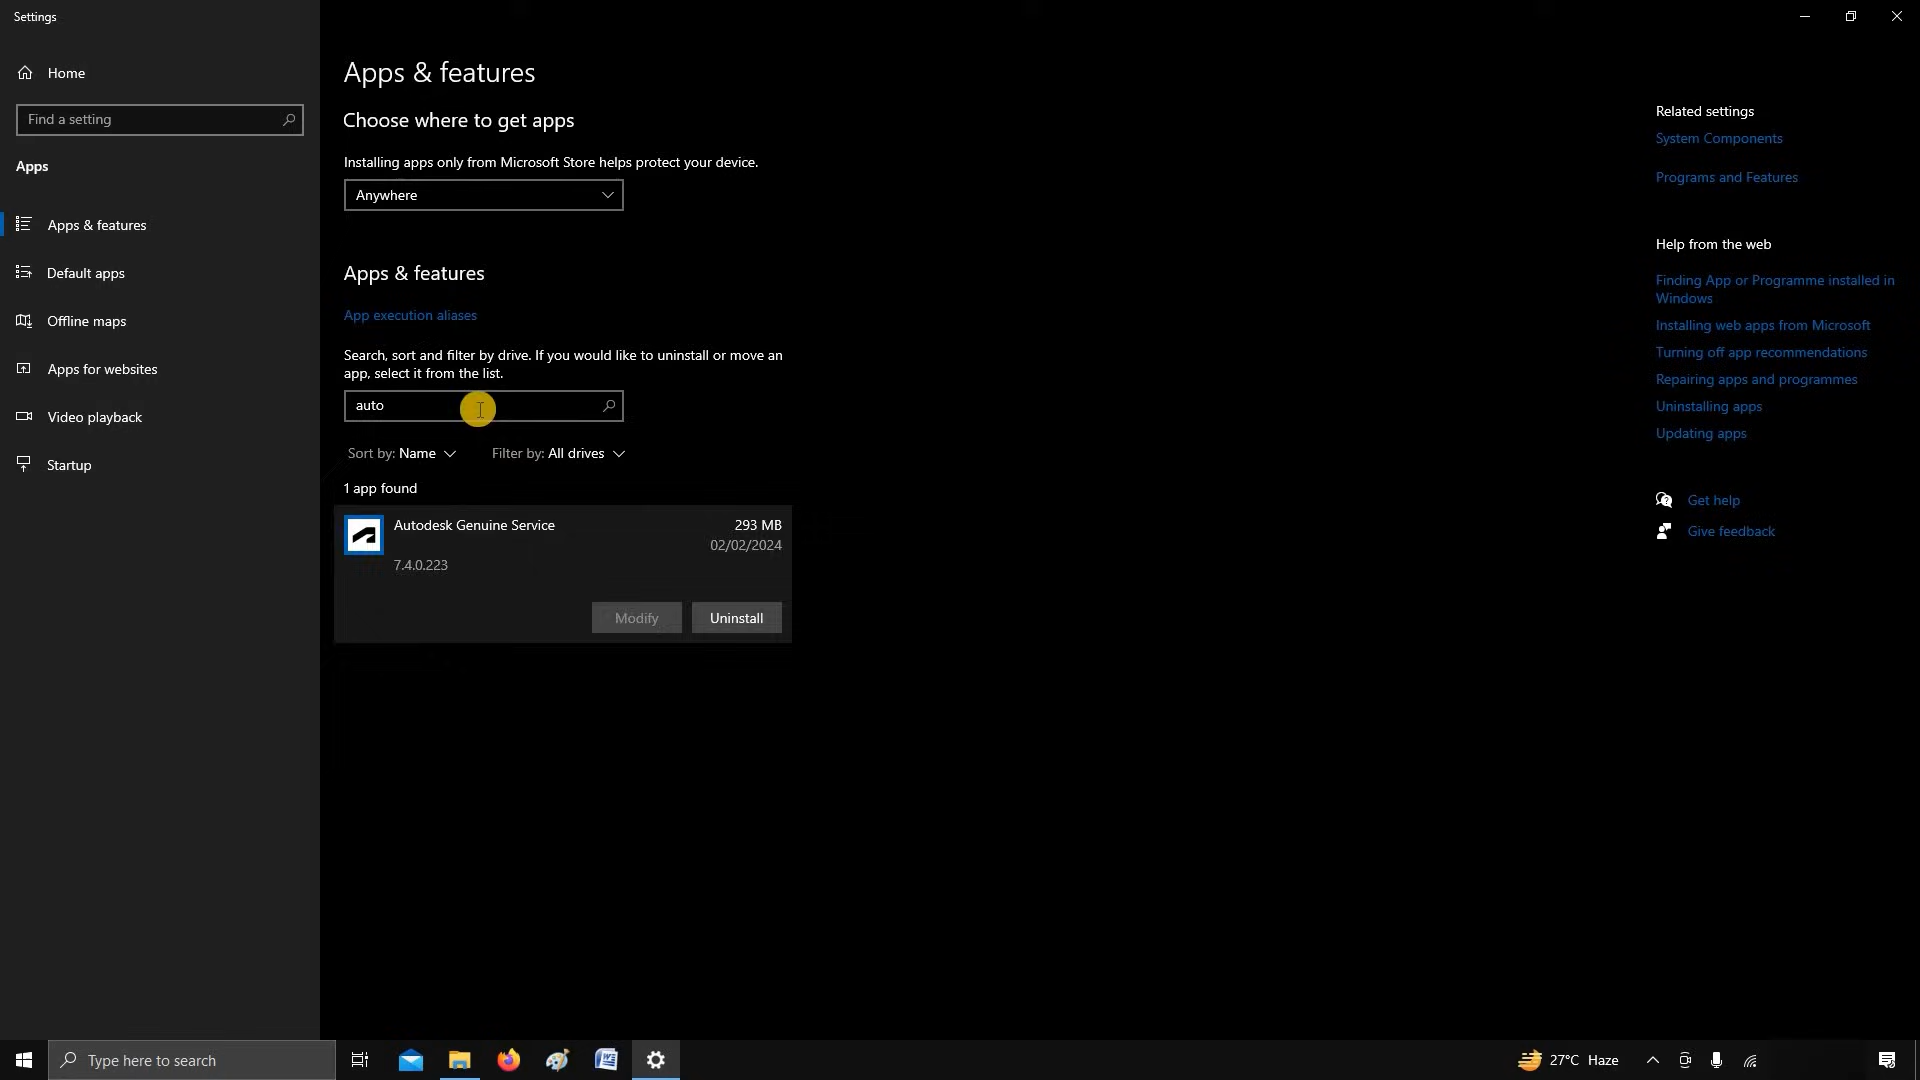 Settings
Home
Find a setting
Apps
Apps & features
Default apps
Offline maps
Apps for websites
Video playback
Startup
Apps & features
Choose where to get apps
Installing apps only from Microsoft Store helps protect your device.
Anywhere
Apps & features
App execution aliases
Search, sort and filter by drive. If you would like to uninstall or move an
app, select it from the list.
auto
Sort by: Name
Filter by: All drives
1 app found
Autodesk Genuine Service
293 MB
02/02/2024
7.4.0.223
Modify
Uninstall
Related settings
System Components
Programs and Features
Help from the web
Finding App or Programme installed in
Windows
Installing web apps from Microsoft
Turning off app recommendations
Repairing apps and programmes
Uninstalling apps
Updating apps
Get help
Give feedback
Type here to search
27°C Haze